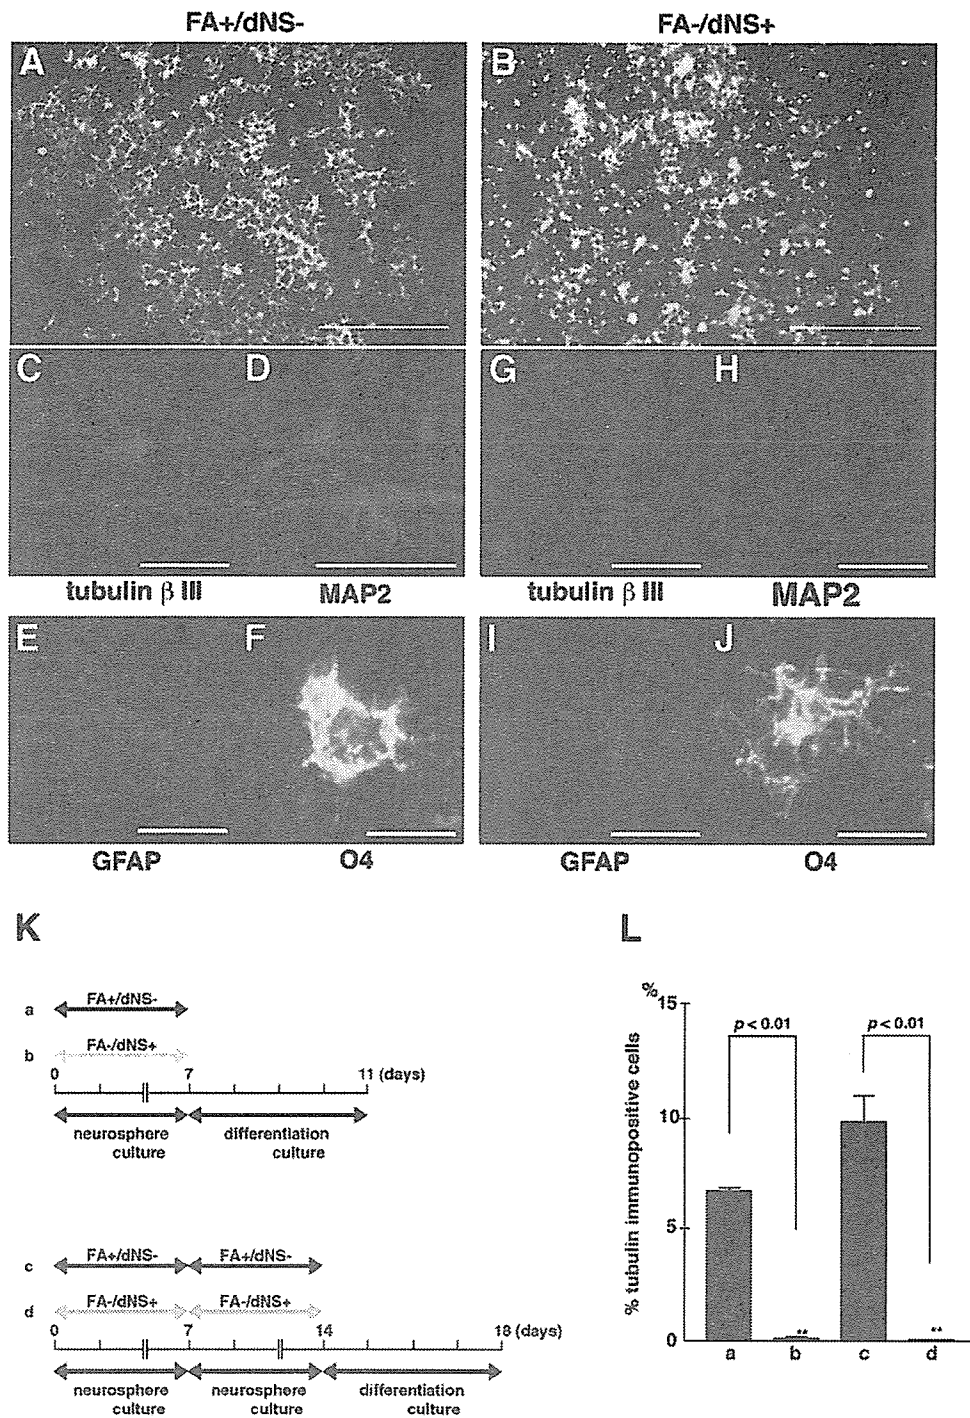 FA+/dNS-
FA-/dNS+
A
B
C
D
G
H
tubulin β III
MAP2
tubulin β III
MAP2
E
F
I
J
GFAP
O4
GFAP
O4
K
L
a
FA+/dNS-
b
FA-/dNS+
0
7
11 (days)
neurosphere
culture
differentiation
culture
c
FA+/dNS-
FA+/dNS-
d
FA-/dNS+
FA-/dNS+
0
7
14
18 (days)
neurosphere
culture
neurosphere
culture
differentiation
culture
%
15
10
5
0
% tubulin immunopositive cells
p < 0.01
p < 0.01
**
**
a
b
c
d